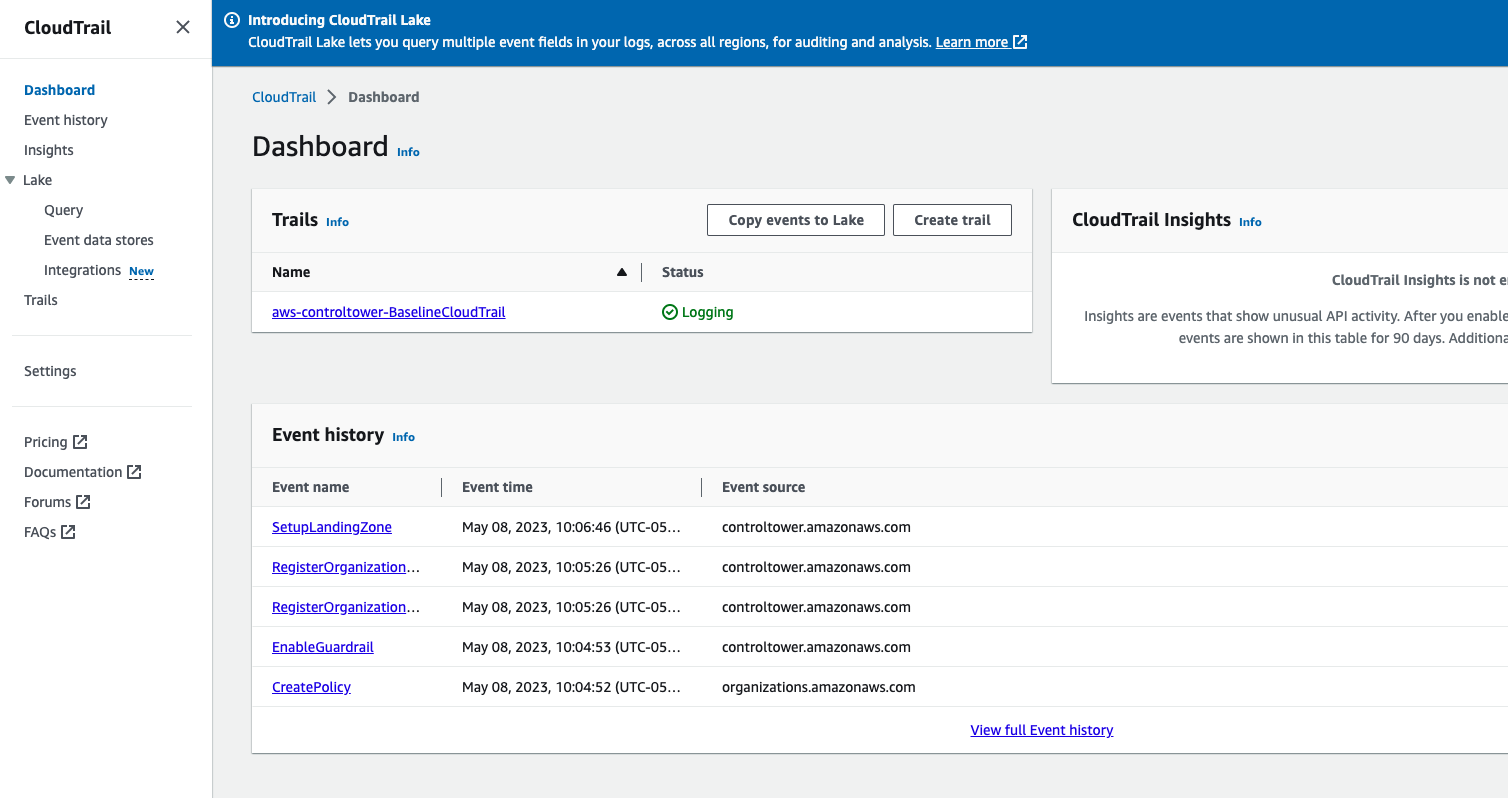 CloudTrail
Dashboard
Event history
Insights
Lake
Query
Event data stores
Integrations New
Trails
Settings
Pricing
Documentation
Forums
FAQs
Introducing CloudTrail Lake
CloudTrail Lake lets you query multiple event fields in your logs, across all regions, for auditing and analysis. Learn more
CloudTrail Dashboard
Dashboard Info
Trails Info Copy events to Lake Create trail
Name Status
aws-controltower-BaselineCloudTrail Logging
CloudTrail Insights Info
CloudTrail Insights is not e
Insights are events that show unusual API activity. After you enable
events are shown in this table for 90 days. Additiona
Event history Info
Event name Event time Event source
SetupLandingZone May 08, 2023, 10:06:46 (UTC-05… controltower.amazonaws.com
RegisterOrganization… May 08, 2023, 10:05:26 (UTC-05… controltower.amazonaws.com
RegisterOrganization… May 08, 2023, 10:05:26 (UTC-05… controltower.amazonaws.com
EnableGuardrail May 08, 2023, 10:04:53 (UTC-05… controltower.amazonaws.com
CreatePolicy May 08, 2023, 10:04:52 (UTC-05… organizations.amazonaws.com
View full Event history